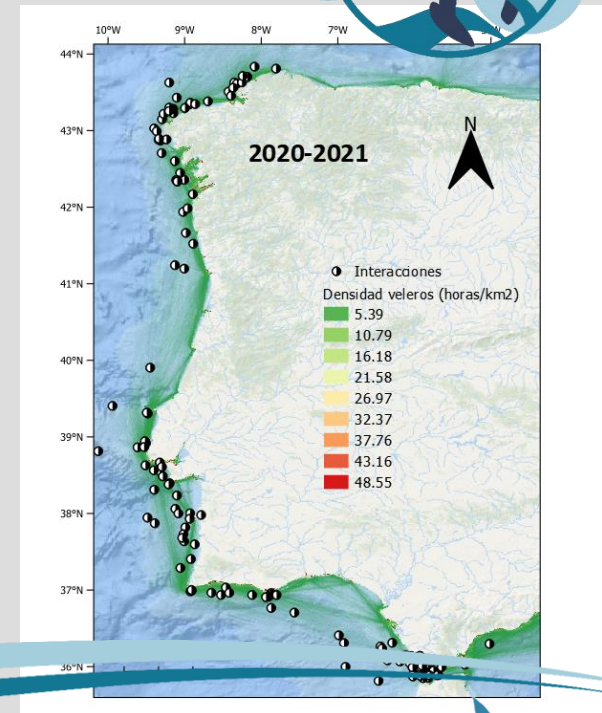 10°W 9°W 8°W 7°W
44°N
43°N
2020-2021
N
42°N
41°N
Interacciones
Densidad veleros (horas/km2)
5.39
10.79
16.18
21.58
26.97
32.37
37.76
43.16
48.55
40°N
39°N
38°N
37°N
36°N